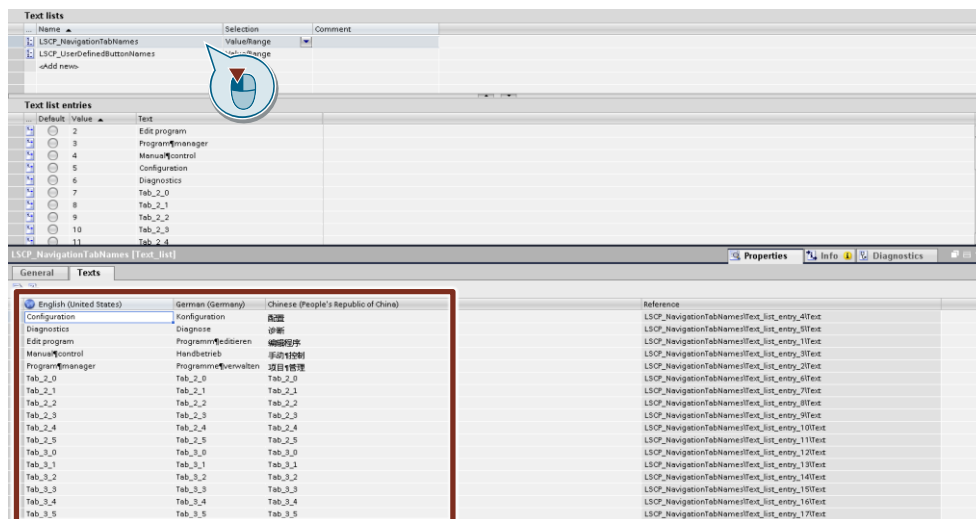 Text lists
... Name Selection Comment
LSCP_NavigationTabNames Value/Range
LSCP_UserDefinedButtonNames Value/Range
<Add new>
Text list entries
... Default Value Text
2 Edit program
3 Program¶manager
4 Manual¶control
5 Configuration
6 Diagnostics
7 Tab_2_0
8 Tab_2_1
9 Tab_2_2
10 Tab_2_3
11 Tab_2_4
LSCP_NavigationTabNames [Text_list] Properties Info Diagnostics
General Texts
English (United States) German (Germany) Chinese (People's Republic of China) Reference
Configuration Konfiguration 配置 LSCP_NavigationTabNames\Text_list_entry_4\Text
Diagnostics Diagnose 诊断 LSCP_NavigationTabNames\Text_list_entry_5\Text
Edit program Programm¶editieren 编辑程序 LSCP_NavigationTabNames\Text_list_entry_1\Text
Manual¶control Handbetrieb 手动¶控制 LSCP_NavigationTabNames\Text_list_entry_3\Text
Program¶manager Programme¶verwalten 项目¶管理 LSCP_NavigationTabNames\Text_list_entry_2\Text
Tab_2_0 Tab_2_0 Tab_2_0 LSCP_NavigationTabNames\Text_list_entry_6\Text
Tab_2_1 Tab_2_1 Tab_2_1 LSCP_NavigationTabNames\Text_list_entry_7\Text
Tab_2_2 Tab_2_2 Tab_2_2 LSCP_NavigationTabNames\Text_list_entry_8\Text
Tab_2_3 Tab_2_3 Tab_2_3 LSCP_NavigationTabNames\Text_list_entry_9\Text
Tab_2_4 Tab_2_4 Tab_2_4 LSCP_NavigationTabNames\Text_list_entry_10\Text
Tab_2_5 Tab_2_5 Tab_2_5 LSCP_NavigationTabNames\Text_list_entry_11\Text
Tab_3_0 Tab_3_0 Tab_3_0 LSCP_NavigationTabNames\Text_list_entry_12\Text
Tab_3_1 Tab_3_1 Tab_3_1 LSCP_NavigationTabNames\Text_list_entry_13\Text
Tab_3_2 Tab_3_2 Tab_3_2 LSCP_NavigationTabNames\Text_list_entry_14\Text
Tab_3_3 Tab_3_3 Tab_3_3 LSCP_NavigationTabNames\Text_list_entry_15\Text
Tab_3_4 Tab_3_4 Tab_3_4 LSCP_NavigationTabNames\Text_list_entry_16\Text
Tab_3_5 Tab_3_5 Tab_3_5 LSCP_NavigationTabNames\Text_list_entry_17\Text